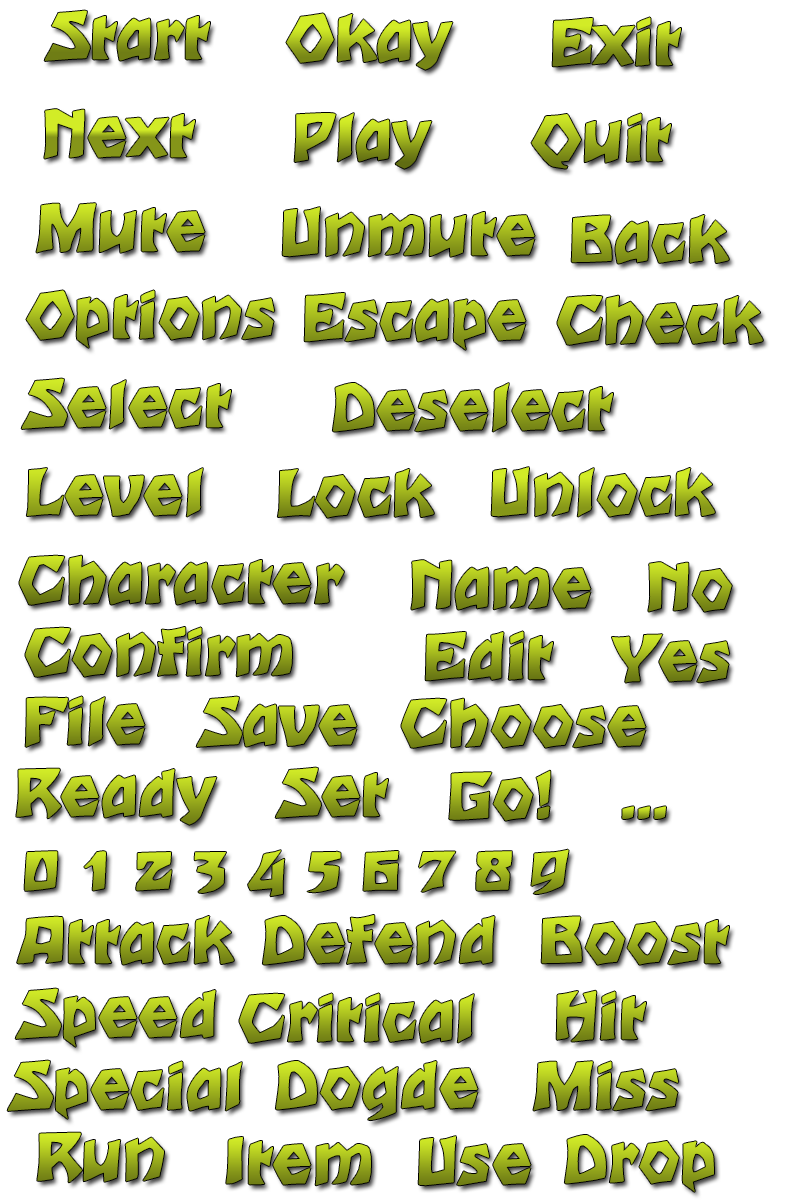 Start Okay Exit
Next Play Quit
Mute Unmute Back
Options Escape Check
Select Deselect
Level Lock Unlock
Character Name No
Confirm Edit Yes
File Save Choose
Ready Set Go! ...
0 1 2 3 4 5 6 7 8 9
Attack Defend Boost
Speed Critical Hit
Special Dogde Miss
Run Item Use Drop